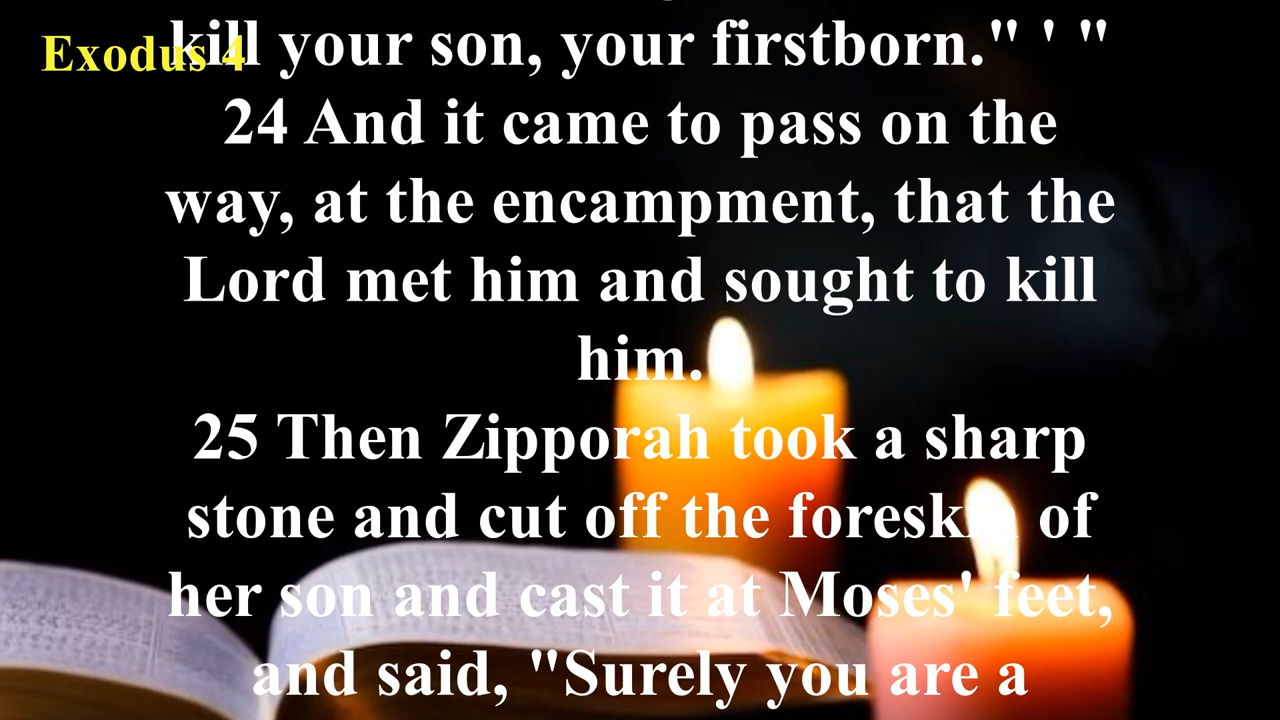 Exodus 4
kill your son, your firstborn." ' "
24 And it came to pass on the
way, at the encampment, that the
Lord met him and sought to kill
him.
25 Then Zipporah took a sharp
stone and cut off the foreskin of
her son and cast it at Moses' feet,
and said, "Surely you are a